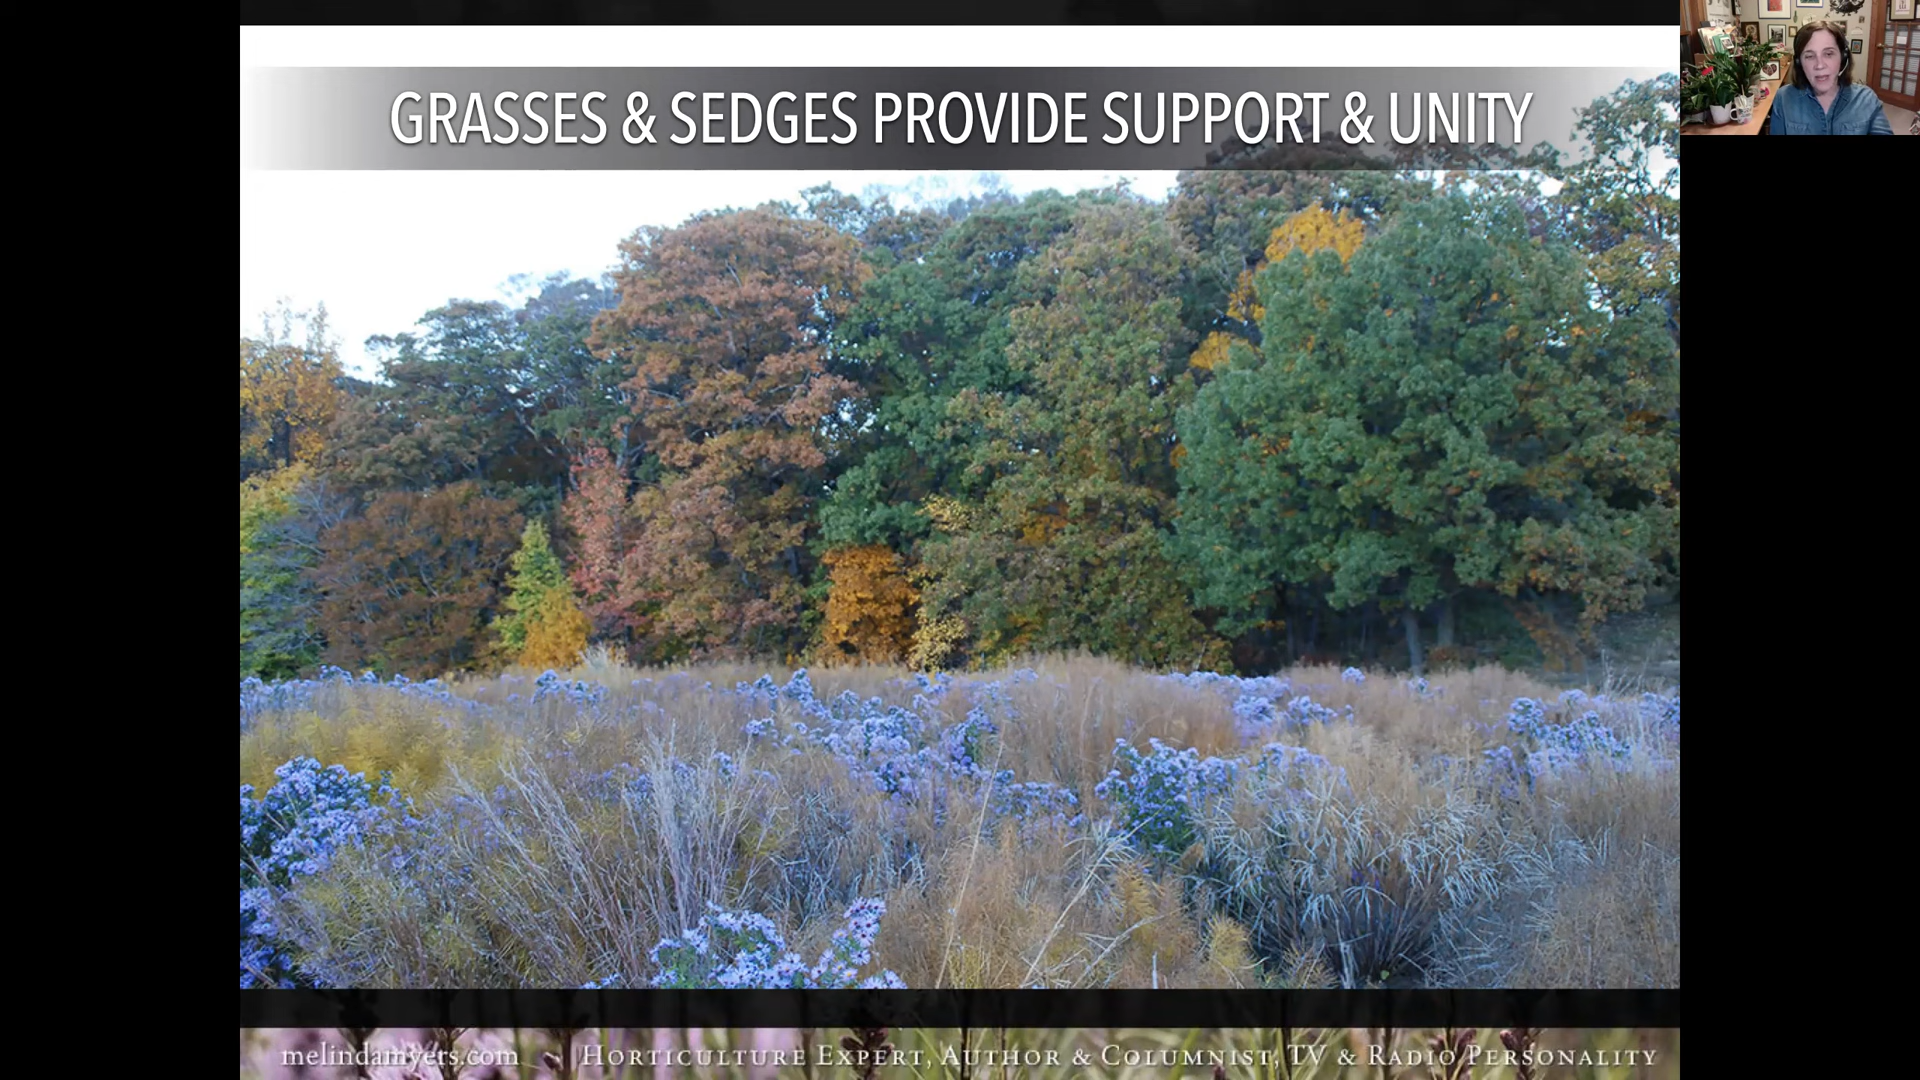 GRASSES & SEDGES PROVIDE SUPPORT & UNITY
melindamyers.com HORTICULTURE EXPERT, AUTHOR & COLUMNIST, TV & RADIO PERSONALITY